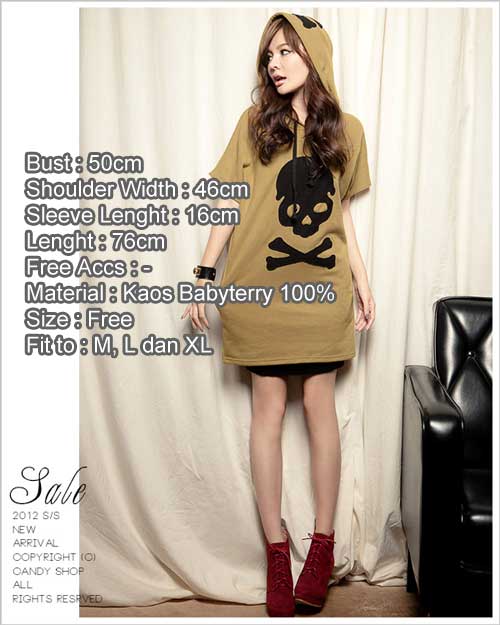 Bust : 50cm
Shoulder Width : 46cm
Sleeve Lenght : 16cm
Lenght : 76cm
Free Accs : -
Material : Kaos Babyterry 100%
Size : Free
Fit to : M, L dan XL
Sale
2012 S/S
NEW
ARRIVAL
COPYRIGHT (C)
CANDY SHOP
ALL
RIGHTS RESRVED